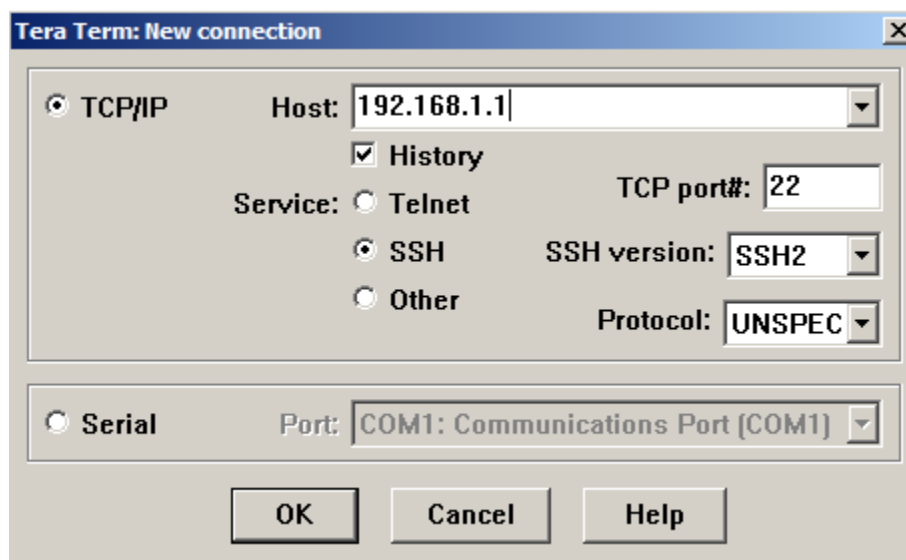 Tera Term: New connection
TCP/IP Host: 192.168.1.1
History
TCP port#: 22
Service: Telnet
SSH SSH version: SSH2
Other
Protocol: UNSPEC
Serial Port: COM1: Communications Port (COM1)
OK Cancel Help